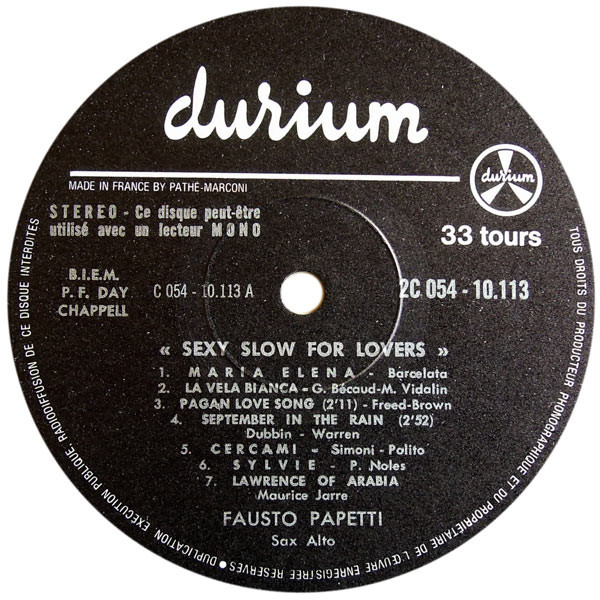 durium
durium
MADE IN FRANCE BY PATHE-MARCONI
STEREO - Ce disque peut-être
utilisé avec un lecteur MONO
33 tours
B.I.E.M.
P. F. DAY
CHAPPELL
C 054 - 10.113 A
2C 054 - 10.113
« SEXY SLOW FOR LOVERS »
1. MARIA ELENA - Barcelata
2. LA VELA BIANCA - G. Bécaud-M. Vidalin
3. PAGAN LOVE SONG (2'11) - Freed-Brown
4. SEPTEMBER IN THE RAIN (2'52)
Dubbin - Warren
5. CERCAMI - Simoni - Polito
6. SYLVIE - P. Noles
7. LAWRENCE OF ARABIA
Maurice Jarre
FAUSTO PAPETTI
Sax Alto
TOUS DROITS DU PRODUCTEUR PHONOGRAPHIQUE ET DU PROPRIETAIRE DE L'ŒUVRE ENREGISTREE RESERVES • DUPLICATION, EXECUTION PUBLIQUE, RADIODIFFUSION DE CE DISQUE INTERDITES